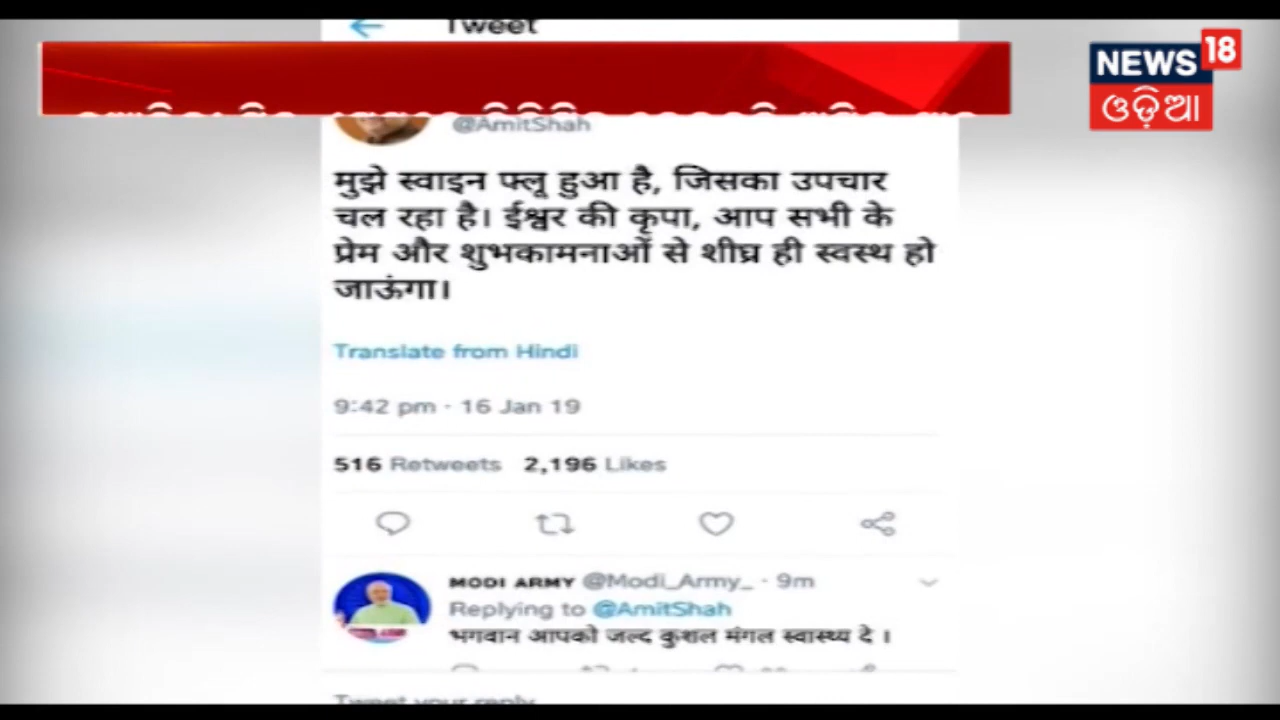 Tweet
NEWS 18
ଓଡ଼ିଆ
@AmitShah
मुझे स्वाइन फ्लू हुआ है, जिसका उपचार
चल रहा है। ईश्वर की कृपा, आप सभी के
प्रेम और शुभकामनाओं से शीघ्र ही स्वस्थ हो
जाऊंगा।
Translate from Hindi
9:42 pm · 16 Jan 19
516 Retweets 2,196 Likes
MODI ARMY @Modi_Army_ · 9m
Replying to @AmitShah
भगवान आपको जल्द कुशल मंगल स्वास्थ्य दे ।
Tweet your reply